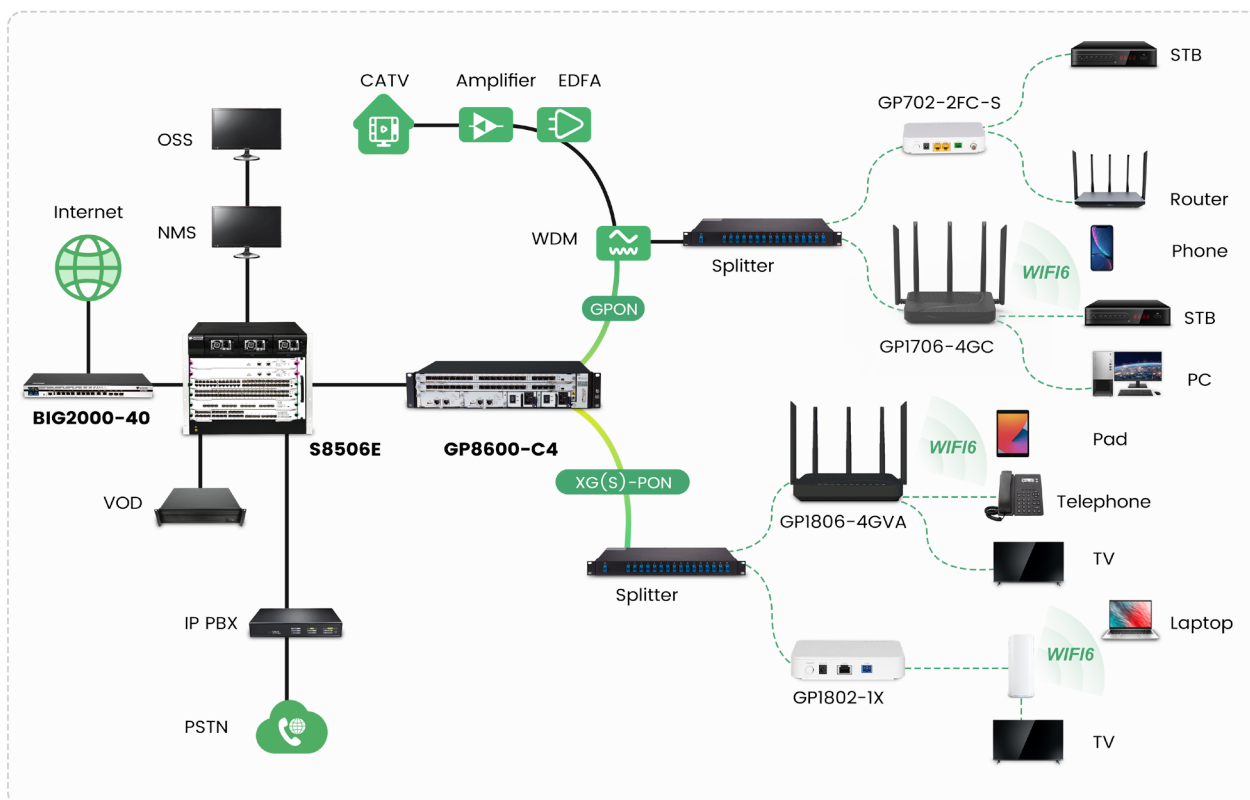 CATV
Amplifier
EDFA
STB
GP702-2FC-S
OSS
Router
Internet
NMS
WDM
Splitter
WIFI6
Phone
GPON
STB
GP1706-4GC
PC
BIG2000-40
S8506E
GP8600-C4
WIFI6
Pad
XG(S)-PON
VOD
GP1806-4GVA
Telephone
TV
Splitter
IP PBX
Laptop
WIFI6
GP1802-1X
PSTN
TV